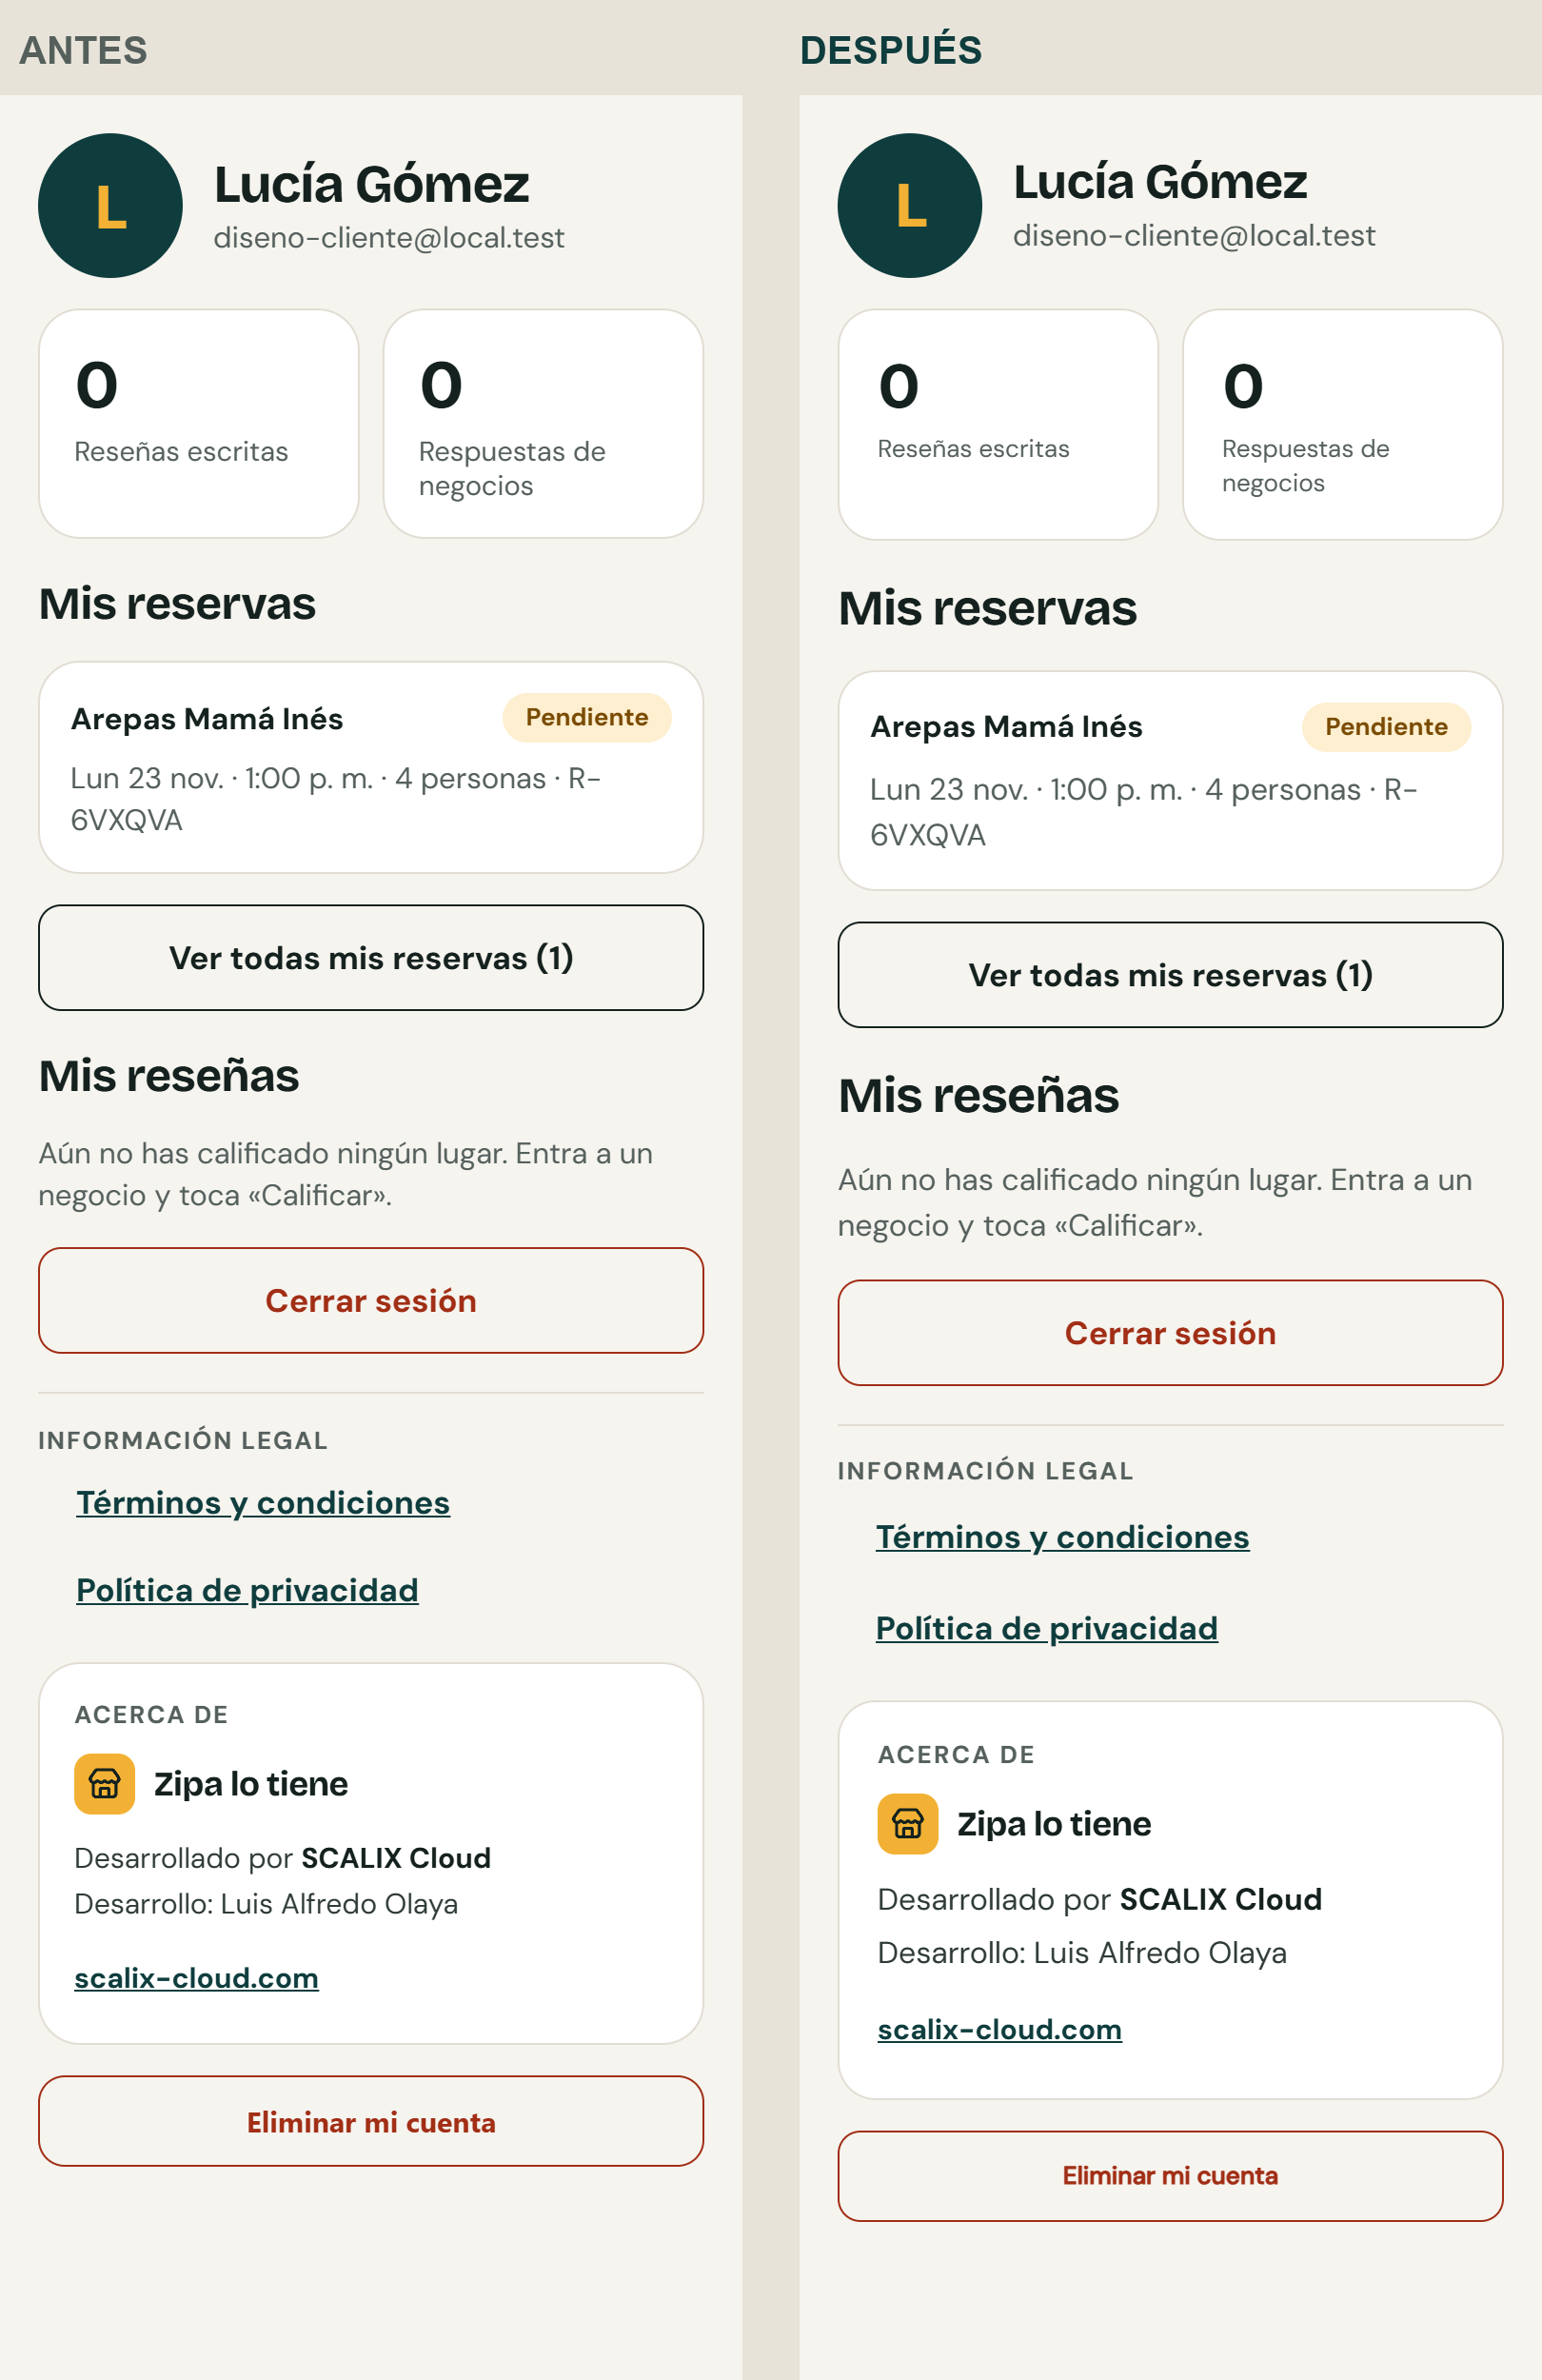 ANTES
L
Lucía Gómez
diseno-cliente@local.test
0
Reseñas escritas
0
Respuestas de
negocios
Mis reservas
Arepas Mamá Inés
Pendiente
Lun 23 nov. · 1:00 p. m. · 4 personas · R-
6VXQVA
Ver todas mis reservas (1)
Mis reseñas
Aún no has calificado ningún lugar. Entra a un
negocio y toca «Calificar».
Cerrar sesión
INFORMACIÓN LEGAL
Términos y condiciones
Política de privacidad
ACERCA DE
Zipa lo tiene
Desarrollado por SCALIX Cloud
Desarrollo: Luis Alfredo Olaya
scalix-cloud.com
Eliminar mi cuenta
DESPUÉS
L
Lucía Gómez
diseno-cliente@local.test
0
Reseñas escritas
0
Respuestas de
negocios
Mis reservas
Arepas Mamá Inés
Pendiente
Lun 23 nov. · 1:00 p. m. · 4 personas · R-
6VXQVA
Ver todas mis reservas (1)
Mis reseñas
Aún no has calificado ningún lugar. Entra a un
negocio y toca «Calificar».
Cerrar sesión
INFORMACIÓN LEGAL
Términos y condiciones
Política de privacidad
ACERCA DE
Zipa lo tiene
Desarrollado por SCALIX Cloud
Desarrollo: Luis Alfredo Olaya
scalix-cloud.com
Eliminar mi cuenta